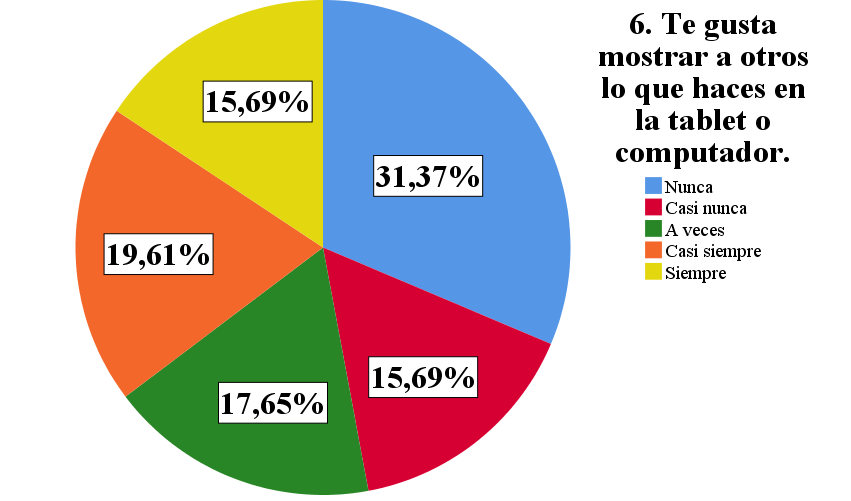 6. Te gusta
mostrar a otros
lo que haces en
la tablet o
computador.
Nunca
Casi nunca
A veces
Casi siempre
Siempre
15,69%
31,37%
19,61%
15,69%
17,65%